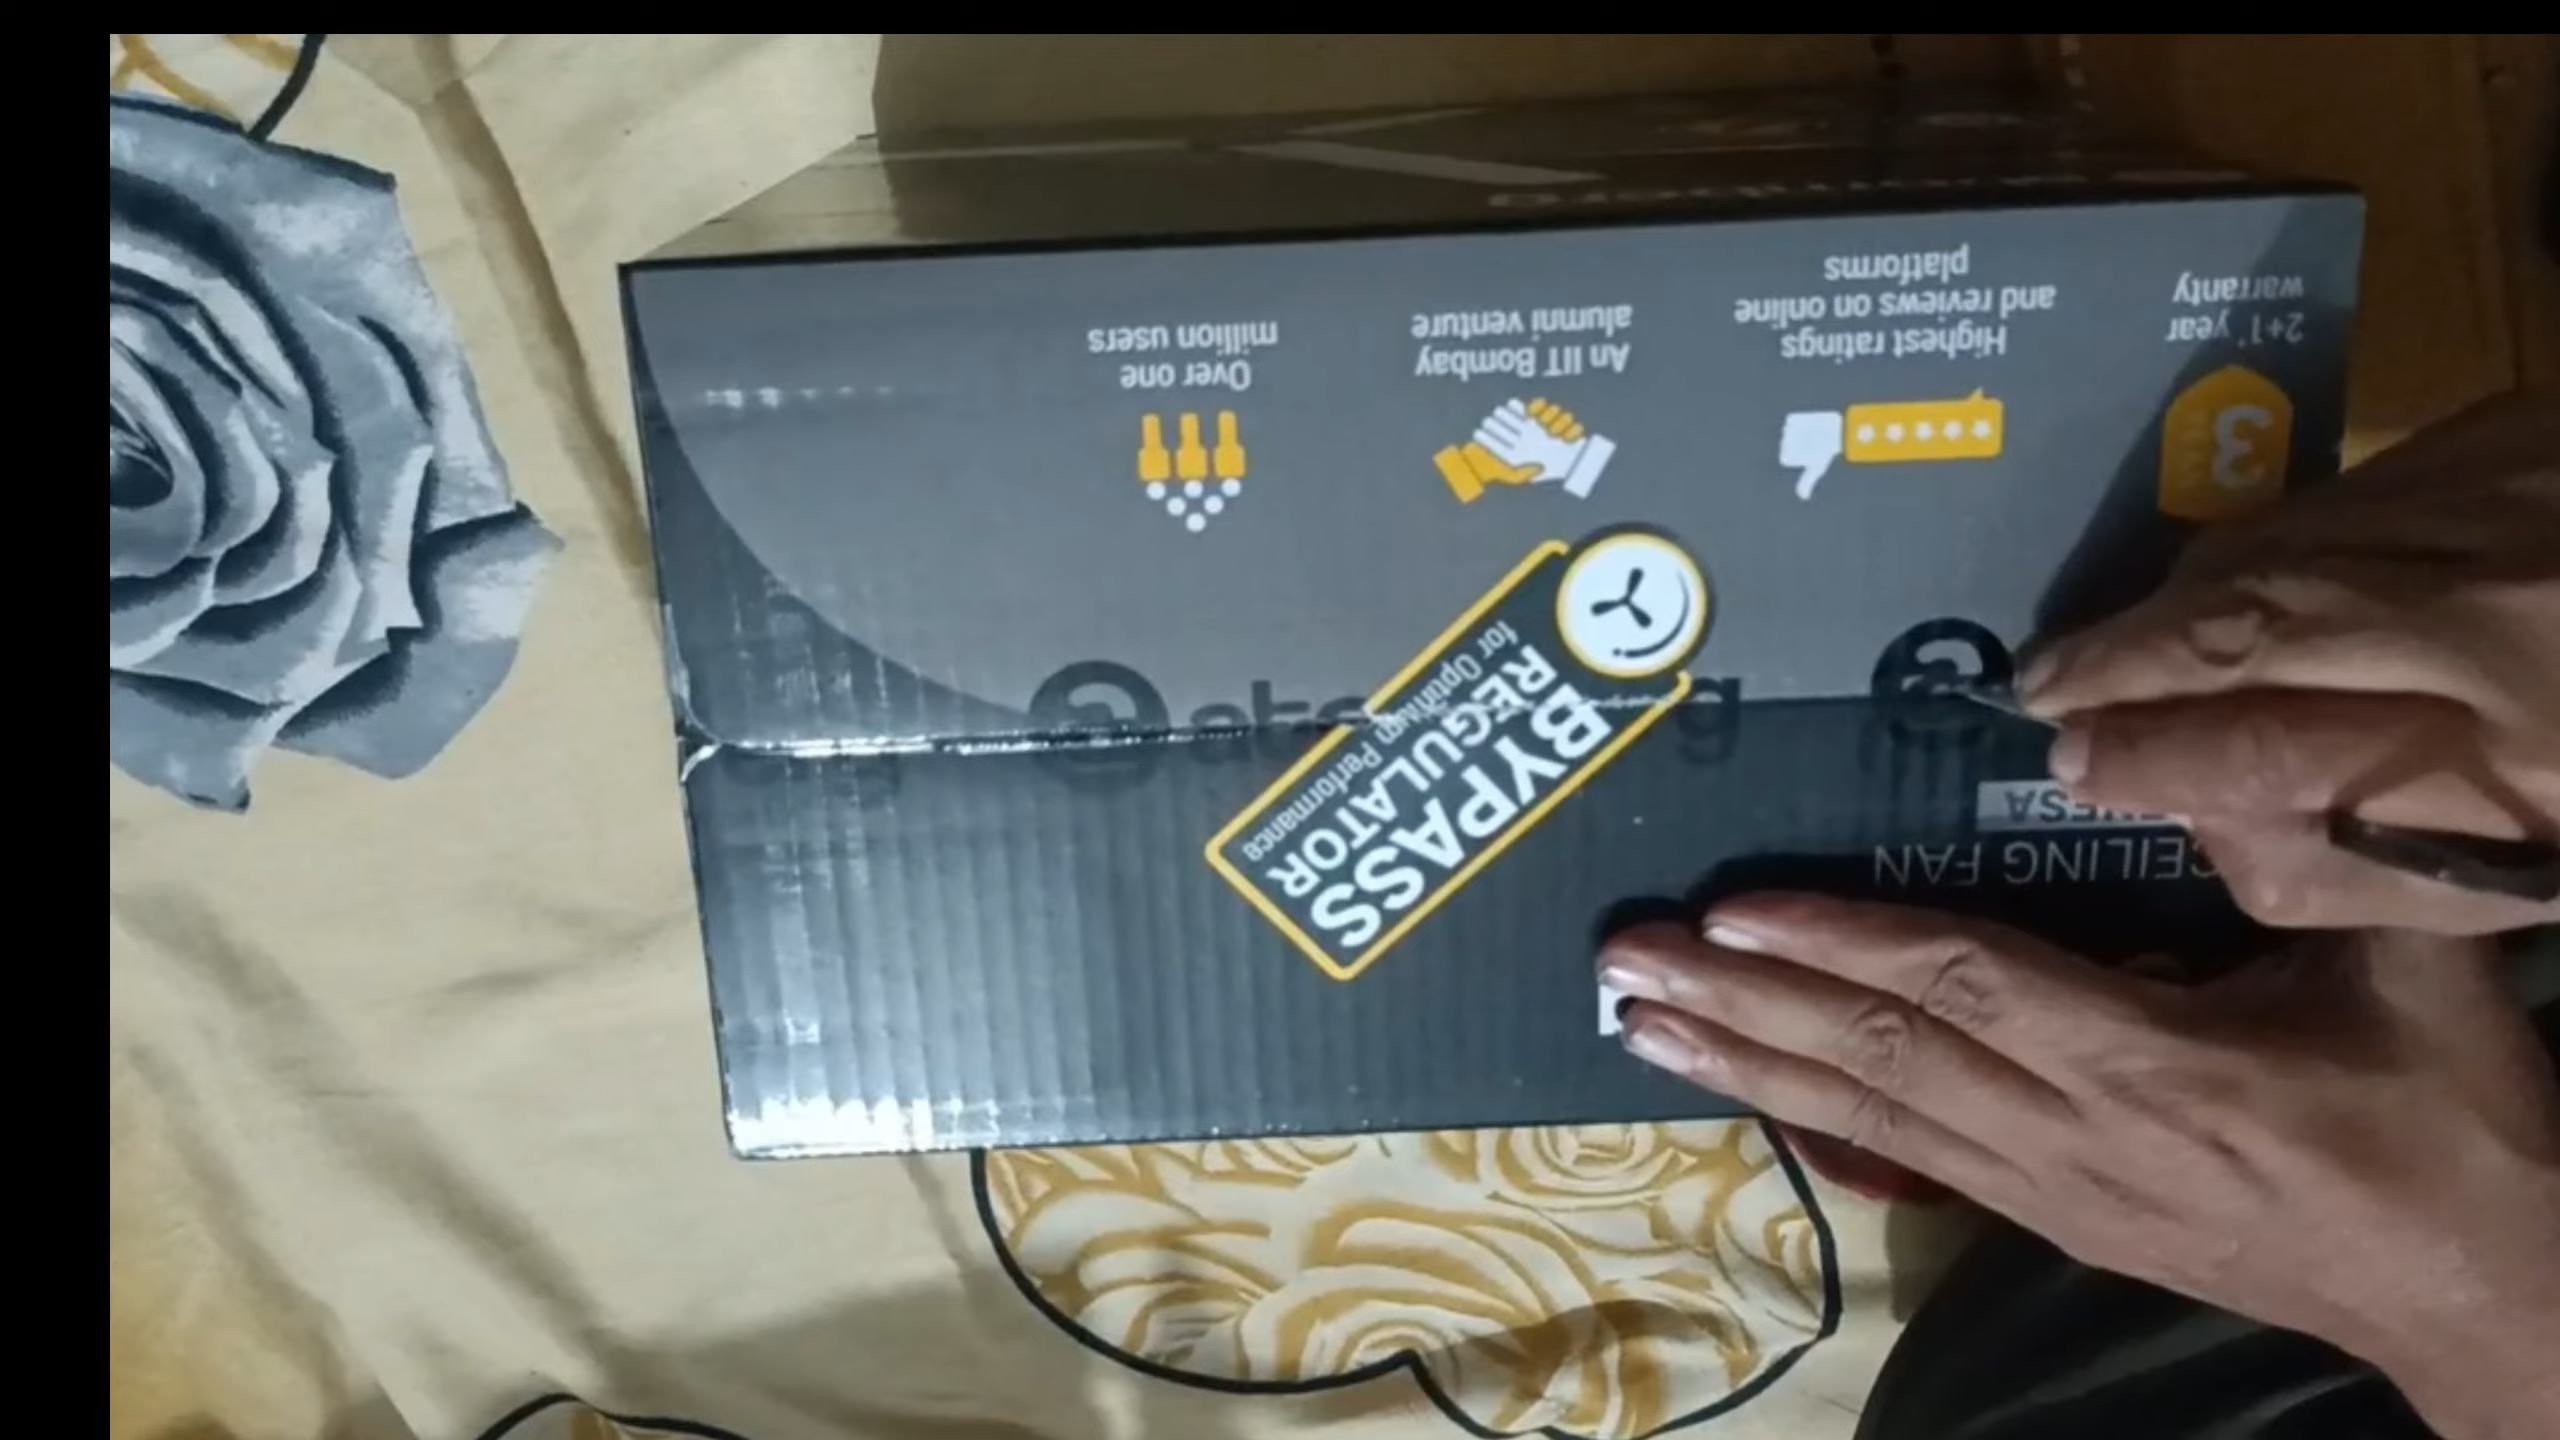 2+1* year
warranty
3
Highest ratings
and reviews on online
platforms
An IIT Bombay
alumni venture
Over one
million users
BYPASS
REGULATOR
for Optimum Performance
CEILING FAN